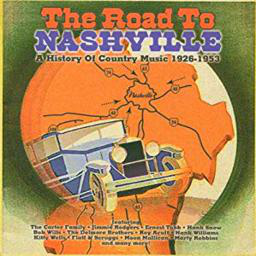 The Road To
NASHVILLE
A History Of Country Music 1926-1953
Nashville
featuring
The Carter Family • Jimmie Rodgers • Ernest Tubb • Hank Snow
Bob Wills • The Delmore Brothers • Roy Acuff • Hank Williams
Kitty Wells • Flatt & Scruggs • Moon Mullican • Marty Robbins
and many more!